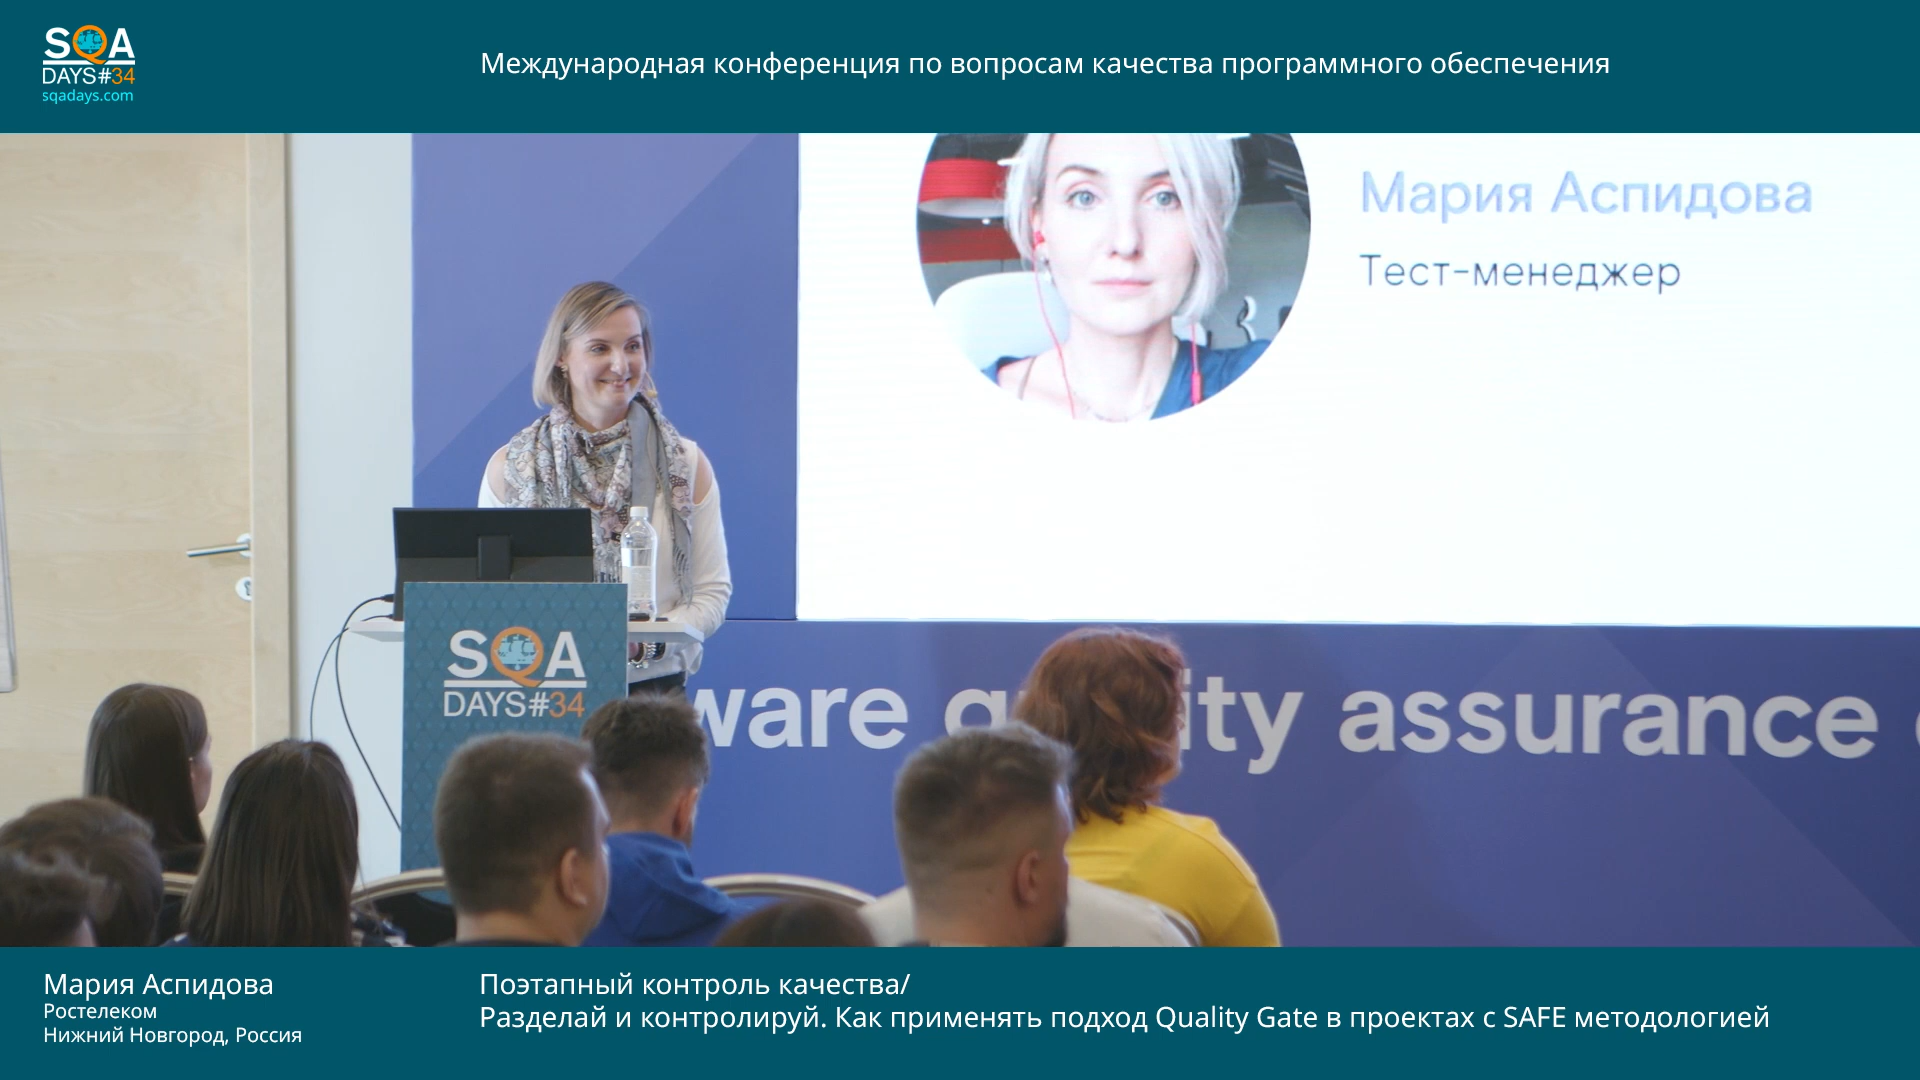 SQA
DAYS#34
sqadays.com
Международная конференция по вопросам качества программного обеспечения
Мария Аспидова
Тест-менеджер
SQA
DAYS#34
assurance
Мария Аспидова
Ростелеком
Нижний Новгород, Россия
Поэтапный контроль качества/
Разделай и контролируй. Как применять подход Quality Gate в проектах с SAFE методологией